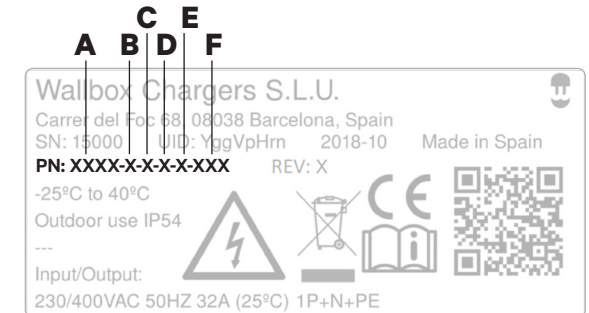 C E
A B D F
Wallbox Chargers S.L.U.
Carrer del Foc 68, 08038 Barcelona, Spain
SN: 15000 UID: YggVpHrn 2018-10 Made in Spain
PN: XXXX-X-X-X-X-XXX REV: X
-25ºC to 40ºC
Outdoor use IP54
---
Input/Output:
230/400VAC 50HZ 32A (25ºC) 1P+N+PE
CE
i